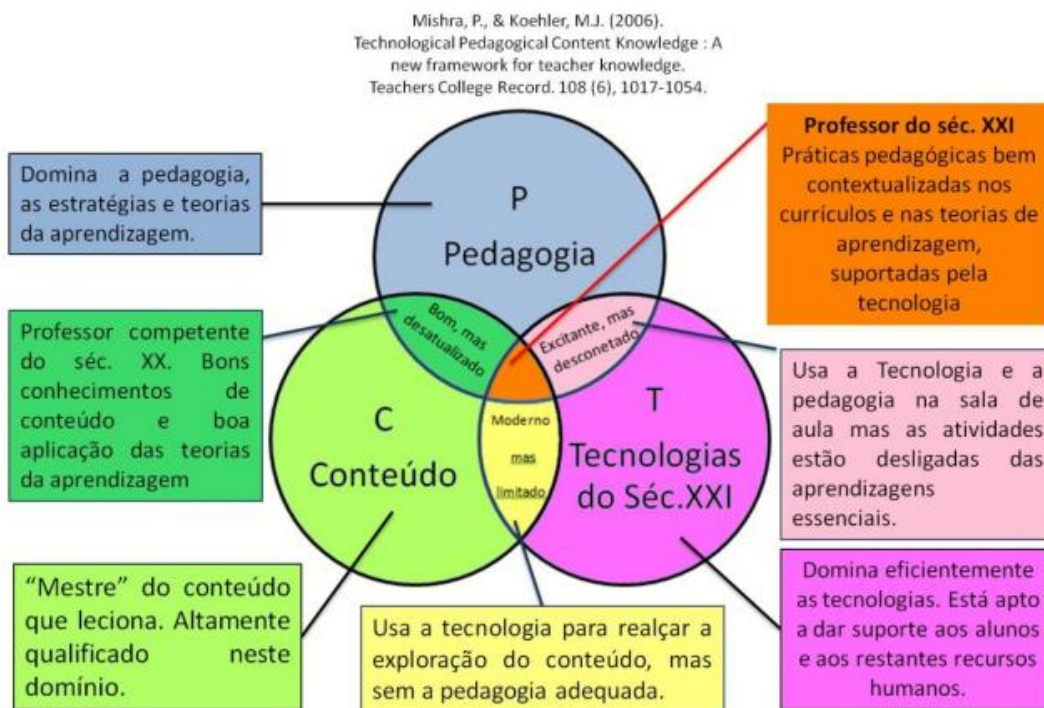 Mishra, P., & Koehler, M.J. (2006).
Technological Pedagogical Content Knowledge : A
new framework for teacher knowledge.
Teachers College Record. 108 (6), 1017-1054.
Domina a pedagogia,
as estratégias e teorias
da aprendizagem.
P
Pedagogia
Professor do séc. XXI
Práticas pedagógicas bem
contextualizadas nos
currículos e nas teorias de
aprendizagem,
suportadas pela
tecnologia
Professor competente
do séc. XX. Bons
conhecimentos de
conteúdo e boa
aplicação das teorias
da aprendizagem
Bom, mas
desatualizado
Excitante, mas
desconetado
Usa a Tecnologia e a
pedagogia na sala de
aula mas as atividades
estão desligadas das
aprendizagens
essenciais.
C
Conteúdo
Moderno
mas
limitado
T
Tecnologias
do Séc.XXI
“Mestre” do conteúdo
que leciona. Altamente
qualificado neste
domínio.
Usa a tecnologia para realçar a
exploração do conteúdo, mas
sem a pedagogia adequada.
Domina eficientemente
as tecnologias. Está apto
a dar suporte aos alunos
e aos restantes recursos
humanos.